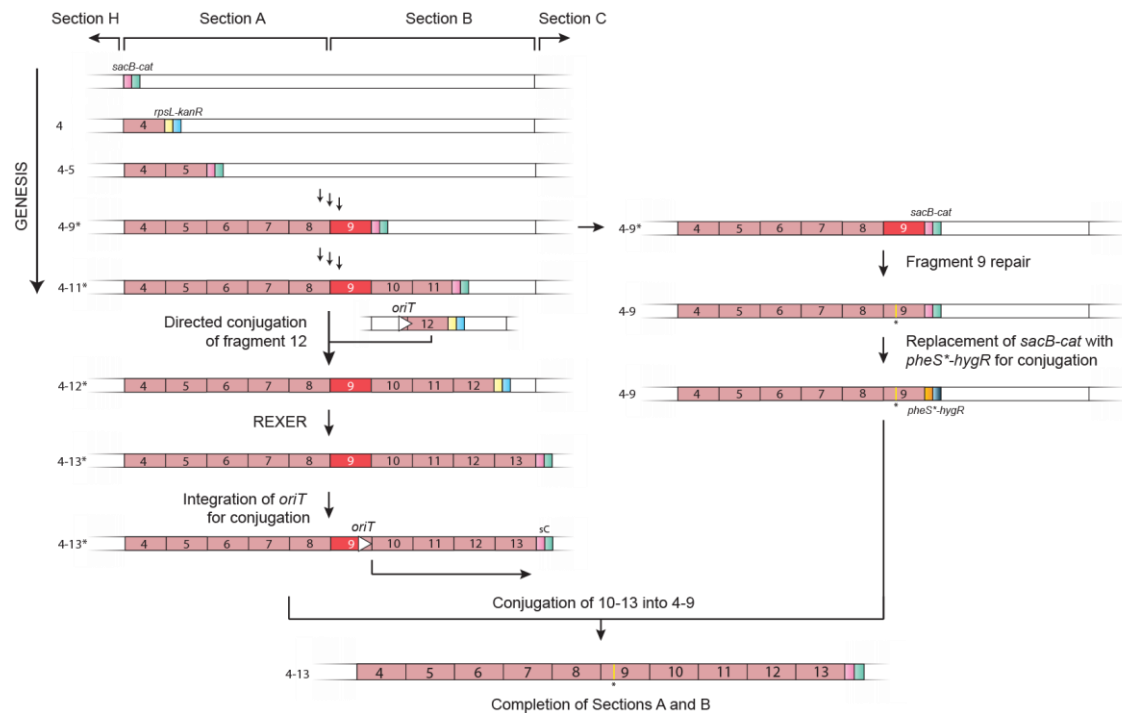 Section H
Section A
Section B
Section C
sacB-cat
GENESIS
rpsL-kanR
4
4
4-5
4 5
4-9*
4 5 6 7 8 9
4-11*
4 5 6 7 8 9 10 11
Directed conjugation
of fragment 12
oriT
12
4-12*
4 5 6 7 8 9 10 11 12
REXER
4-13*
4 5 6 7 8 9 10 11 12 13
Integration of oriT
for conjugation
oriT
sC
4-13*
4 5 6 7 8 9 10 11 12 13
sacB-cat
4-9*
4 5 6 7 8 9
Fragment 9 repair
4-9
4 5 6 7 8 9
*
Replacement of sacB-cat with
pheS*-hygR for conjugation
4-9
4 5 6 7 8 9
*
pheS*-hygR
Conjugation of 10-13 into 4-9
4-13
4 5 6 7 8 9 10 11 12 13
*
Completion of Sections A and B